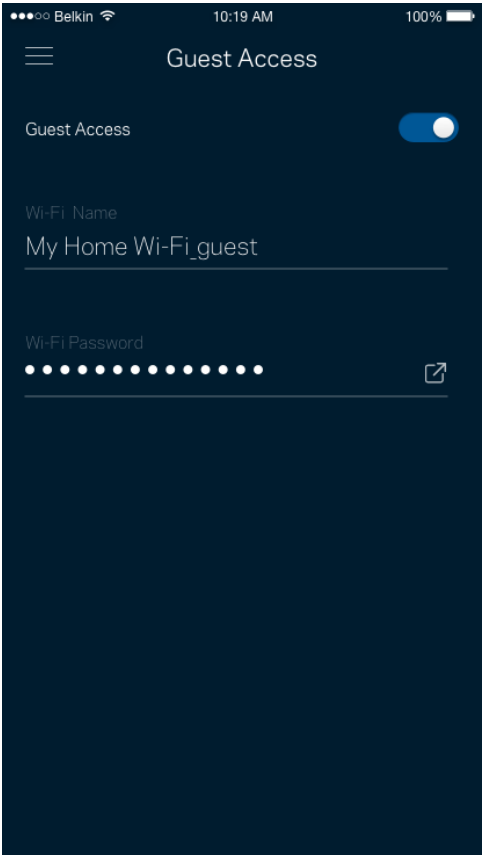 Belkin 10:19 AM 100%
Guest Access
Guest Access
Wi-Fi Name
My Home Wi-Fi_guest
Wi-Fi Password
●●●●●●●●●●●●●●